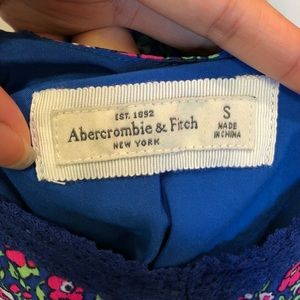 EST. 1892
Abercrombie & Fitch
NEW YORK
S
MADE
IN CHINA